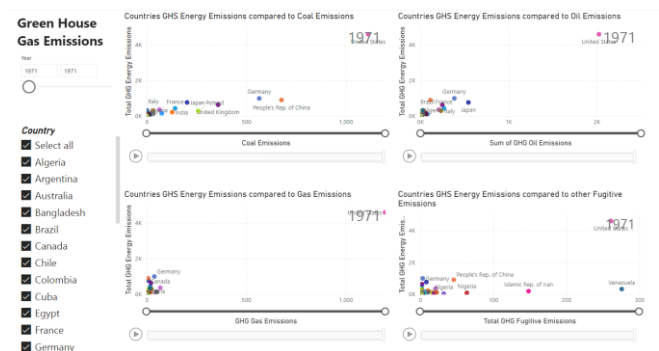 Green House
Gas Emissions
Year
1971 1971
Country
Select all
Algeria
Argentina
Australia
Bangladesh
Brazil
Canada
Chile
Colombia
Cuba
Egypt
France
Germany
Countries GHS Energy Emissions compared to Coal Emissions
1971
United States
Total GHG Energy Emissions
4K
2K
0K
Germany
People's Rep. of China
Italy France Japan Poland
India United Kingdom
0 500 1,000
Coal Emissions
Countries GHS Energy Emissions compared to Oil Emissions
1971
United States
Total GHG Energy Emissions
4K
2K
0K
Germany
Italy Japan
0K 1K 2K
Sum of GHG Oil Emissions
Countries GHS Energy Emissions compared to Gas Emissions
1971
United States
Total GHG Energy Emissions
4K
2K
0K
Germany
Canada
0 500 1,000
GHG Gas Emissions
Countries GHS Energy Emissions compared to other Fugitive
Emissions
1971
United States
Total GHG Energy Emis...
4K
2K
0K
Germany People's Rep. of China
Algeria Nigeria Islamic Rep. of Iran Venezuela
0 100 200 300
Total GHG Fugitive Emissions